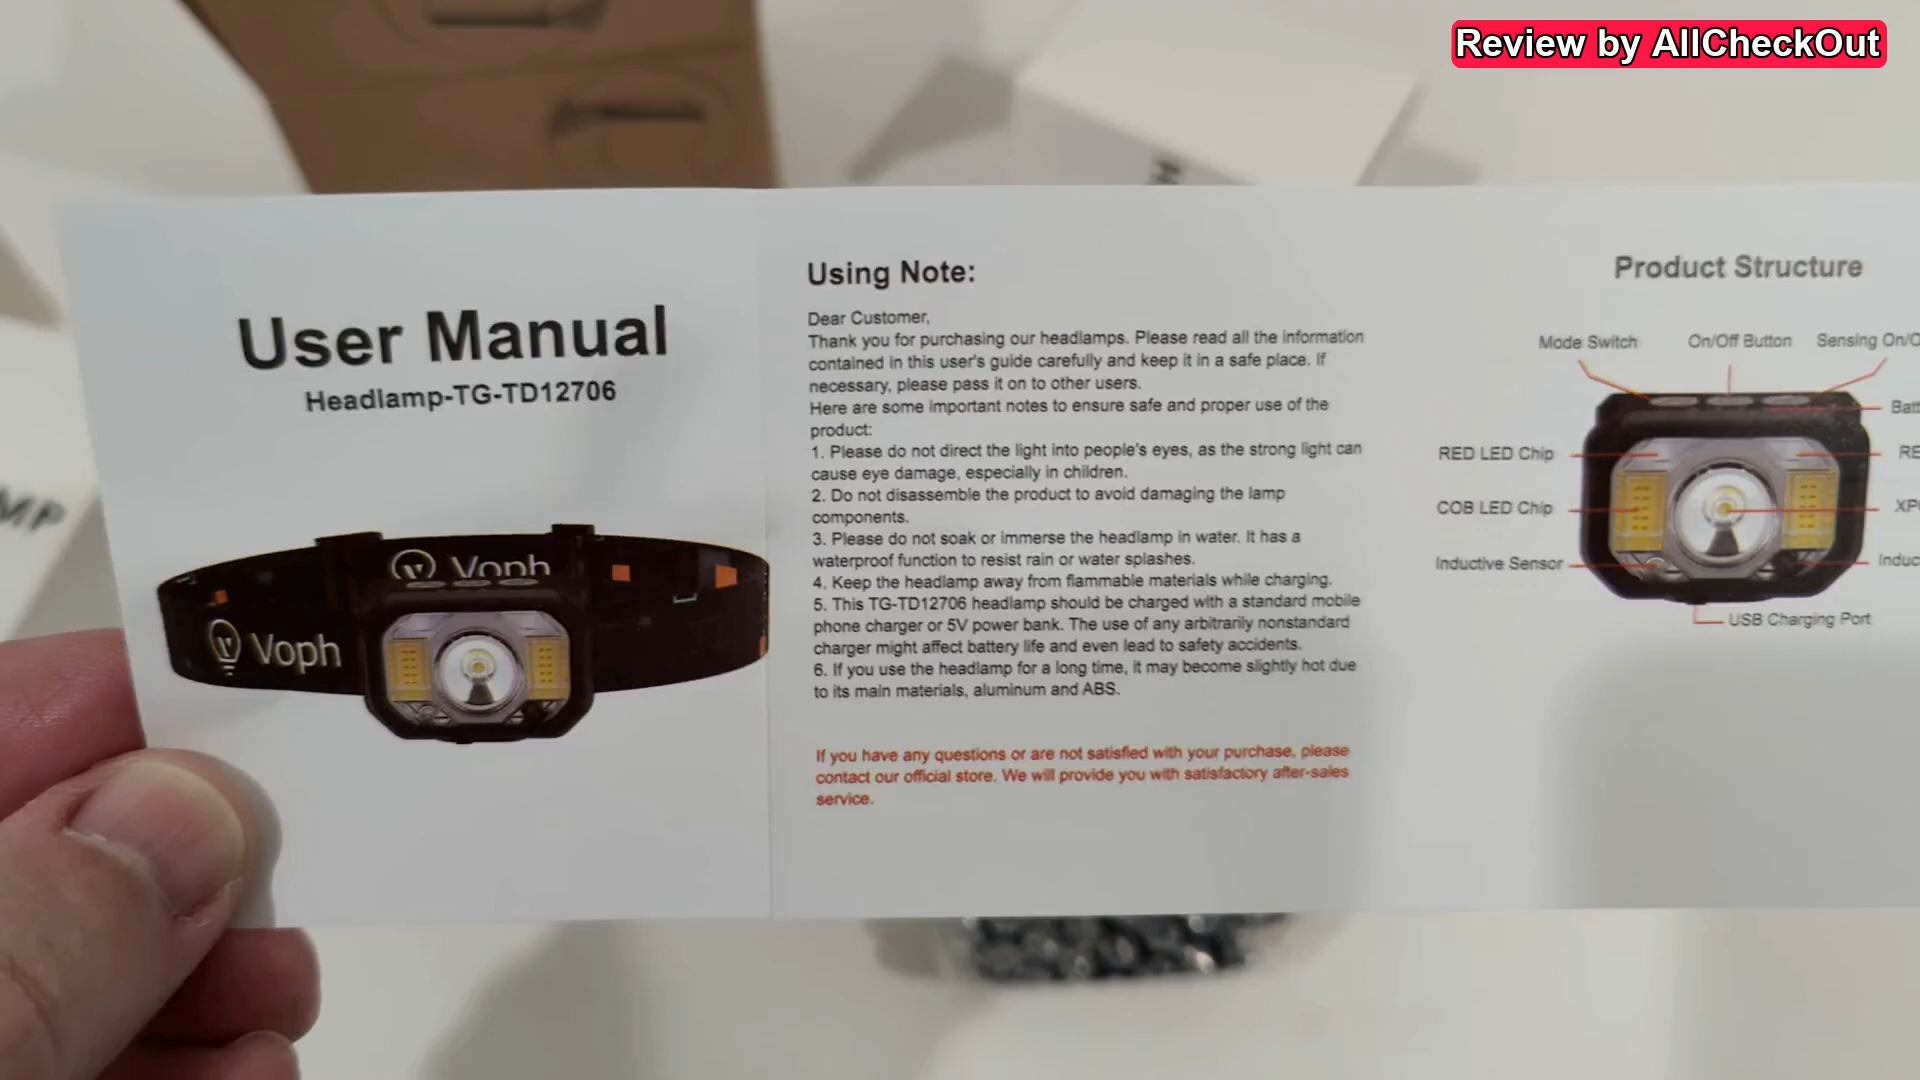 Review by AllCheckOut
User Manual
Headlamp-TG-TD12706
Voph
Voph
Using Note:
Dear Customer,
Thank you for purchasing our headlamps. Please read all the information
contained in this user's guide carefully and keep it in a safe place. If
necessary, please pass it on to other users.
Here are some important notes to ensure safe and proper use of the
product:
1. Please do not direct the light into people's eyes, as the strong light can
cause eye damage, especially in children.
2. Do not disassemble the product to avoid damaging the lamp
components.
3. Please do not soak or immerse the headlamp in water. It has a
waterproof function to resist rain or water splashes.
4. Keep the headlamp away from flammable materials while charging.
5. This TG-TD12706 headlamp should be charged with a standard mobile
phone charger or 5V power bank. The use of any arbitrarily nonstandard
charger might affect battery life and even lead to safety accidents.
6. If you use the headlamp for a long time, it may become slightly hot due
to its main materials, aluminum and ABS.
If you have any questions or are not satisfied with your purchase, please
contact our official store. We will provide you with satisfactory after-sales
service.
Product Structure
Mode Switch On/Off Button Sensing On/O
Batt
RED LED Chip RE
COB LED Chip XP
Inductive Sensor Induc
USB Charging Port